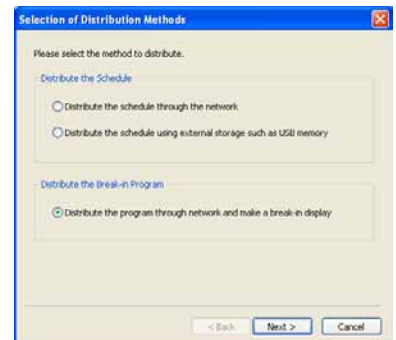 Selection of Distribution Methods
Please select the method to distribute.
Distribute the Schedule
Distribute the schedule through the network
Distribute the schedule using external storage such as USB memory
Distribute the Break-in Program
Distribute the program through network and make a break-in display
< Back
Next >
Cancel